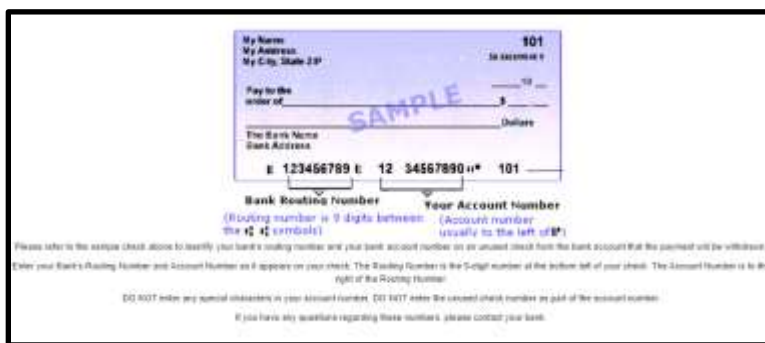 My Name
101
My Address
My City, State ZIP
Pay to the
order of
$
SAMPLE
Dollars
The Bank Name
Bank Address
123456789 12 34567890 101
Bank Routing Number
Your Account Number
(Routing number is 9 digits between
the symbols)
(Account number
usually to the left of )
Please refer to the sample check above to identify your bank's routing number and your bank account number on an unused check from the bank account that the payment will be withdrawn
Enter your Bank's Routing Number and Account Number as it appears on your check. The Routing Number is the 9-digit number at the bottom left of your check. The Account Number is to the
right of the Routing Number
DO NOT enter any special characters in your account number. DO NOT enter the unused check number as part of the account number.
If you have any questions regarding these numbers, please contact your bank.